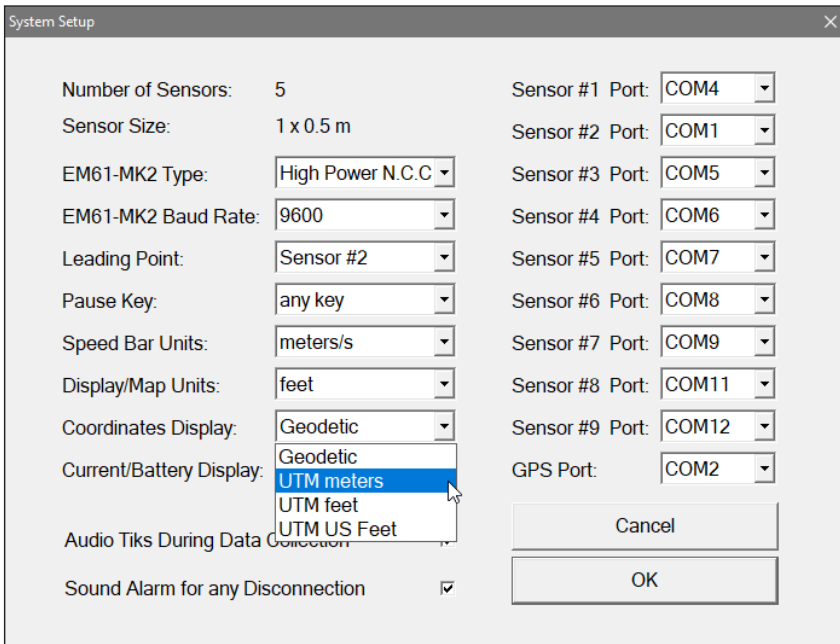 System Setup
Number of Sensors: 5
Sensor Size: 1 x 0.5 m
EM61-MK2 Type: High Power N.C.C
EM61-MK2 Baud Rate: 9600
Leading Point: Sensor #2
Pause Key: any key
Speed Bar Units: meters/s
Display/Map Units: feet
Coordinates Display: Geodetic
Geodetic
Current/Battery Display:
UTM meters
UTM feet
UTM US Feet
Audio Tiks During Data Collection
Sound Alarm for any Disconnection
Sensor #1 Port: COM4
Sensor #2 Port: COM1
Sensor #3 Port: COM5
Sensor #4 Port: COM6
Sensor #5 Port: COM7
Sensor #6 Port: COM8
Sensor #7 Port: COM9
Sensor #8 Port: COM11
Sensor #9 Port: COM12
GPS Port: COM2
Cancel
OK